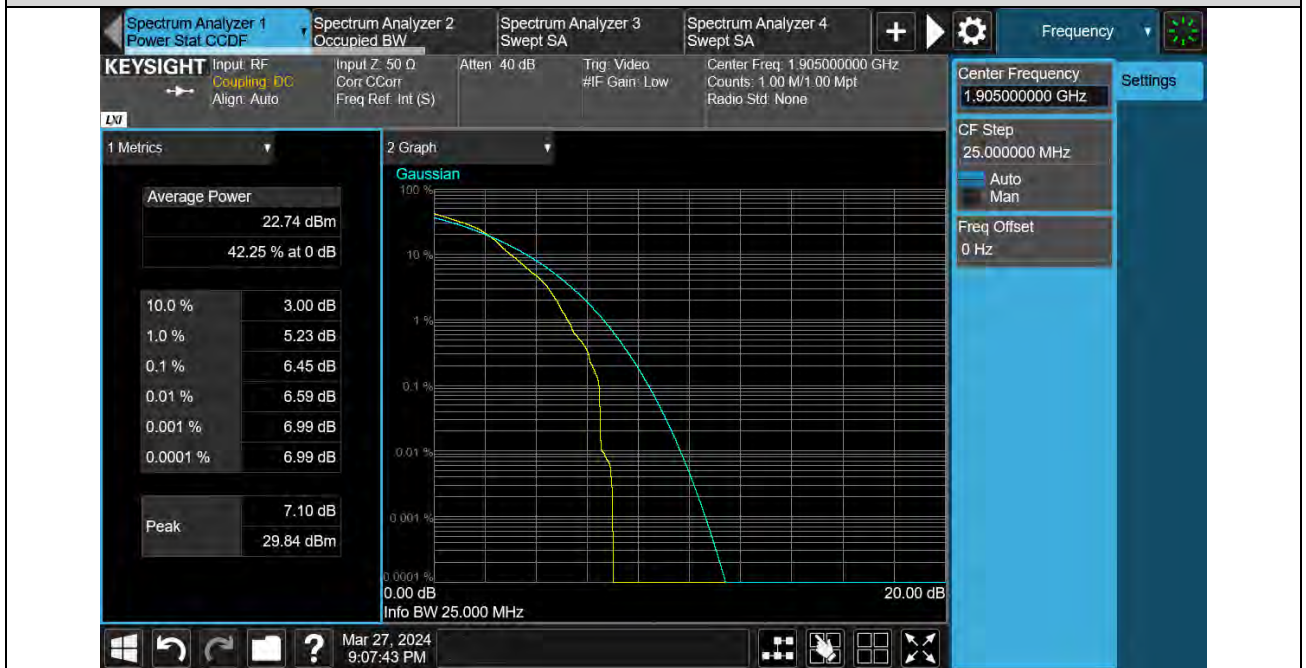 Spectrum Analyzer 1
Power Stat CCDF
Spectrum Analyzer 2
Occupied BW
Spectrum Analyzer 3
Swept SA
Spectrum Analyzer 4
Swept SA
+
Frequency
KEYSIGHT
LXI
Input: RF
Coupling: DC
Align: Auto
Input Z: 50 Ω
Corr CCorr
Freq Ref: Int (S)
Atten: 40 dB
Trig: Video
#IF Gain: Low
Center Freq: 1.905000000 GHz
Counts: 1.00 M/1.00 Mpt
Radio Std: None
Center Frequency
1.905000000 GHz
Settings
CF Step
25.000000 MHz
Auto
Man
Freq Offset
0 Hz
1 Metrics
Average Power
22.74 dBm
42.25 % at 0 dB
10.0 % 3.00 dB
1.0 % 5.23 dB
0.1 % 6.45 dB
0.01 % 6.59 dB
0.001 % 6.99 dB
0.0001 % 6.99 dB
Peak
7.10 dB
29.84 dBm
2 Graph
Gaussian
100 %
10 %
1 %
0.1 %
0.01 %
0.001 %
0.0001 %
0.00 dB 20.00 dB
Info BW 25.000 MHz
?
Mar 27, 2024
9:07:43 PM